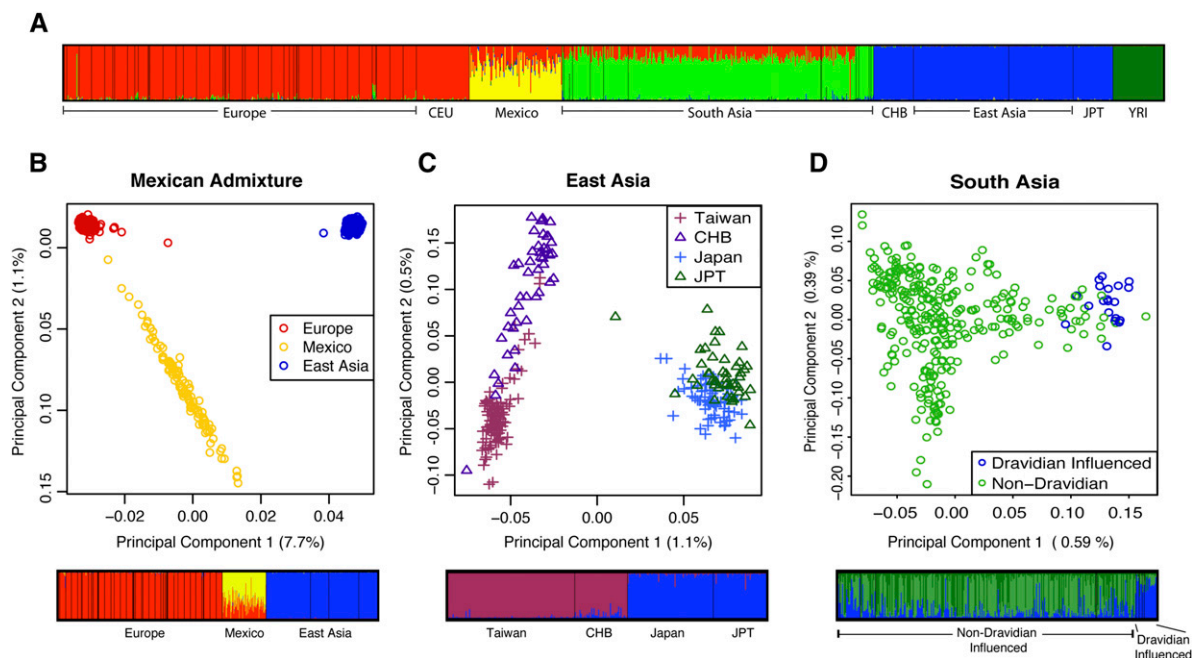 A
Europe CEU Mexico South Asia CHB East Asia JPT YRI
B
Mexican Admixture
Principal Component 2 (1.1%)
0.00
0.05
0.10
0.15
Europe
Mexico
East Asia
−0.02 0.00 0.02 0.04
Principal Component 1 (7.7%)
Europe Mexico East Asia
C
East Asia
Principal Component 2 (0.5%)
0.15
0.10
0.05
0.00
−0.05
−0.10
Taiwan
CHB
Japan
JPT
−0.05 0.00 0.05
Principal Component 1 (1.1%)
Taiwan CHB Japan JPT
D
South Asia
Principal Component 2 (0.39 %)
0.10
0.05
0.00
−0.05
−0.10
−0.15
−0.20
Dravidian Influenced
Non−Dravidian
−0.05 0.00 0.05 0.10 0.15
Principal Component 1 ( 0.59 %)
Non-Dravidian
Influenced
Dravidian
Influenced